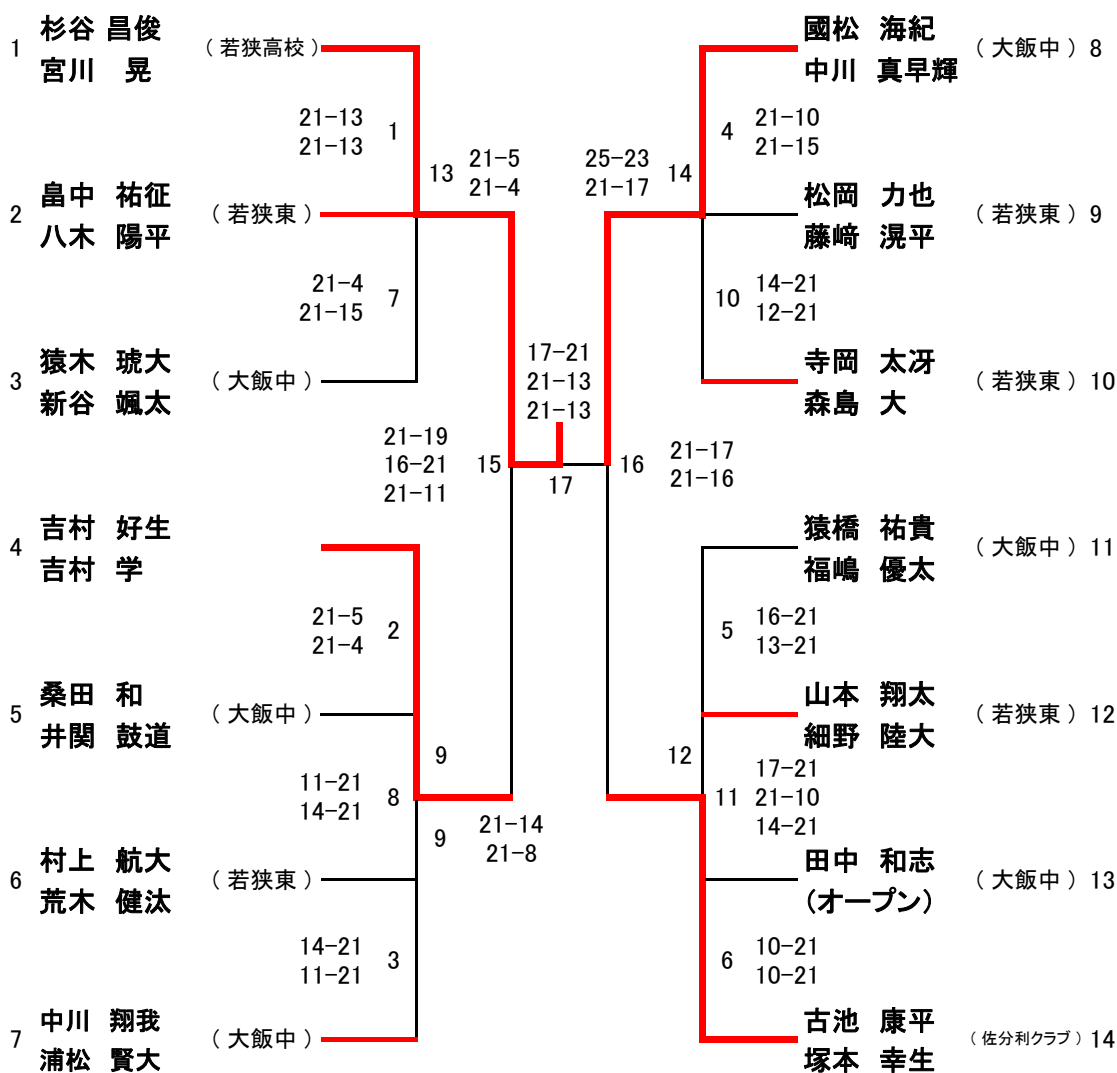 1 杉谷 昌俊 (若狭高校)
宮川 晃
21-13 1
21-13
13 21-5
21-4
2 畠中 祐征 (若狭東)
八木 陽平
21-4 7
21-15
3 猿木 琥大 (大飯中)
新谷 颯太
21-19
16-21 15
21-11
4 吉村 好生
吉村 学
21-5 2
21-4
5 桑田 和 (大飯中)
井関 鼓道
9
11-21 8
14-21
9 21-14
21-8
6 村上 航大 (若狭東)
荒木 健汰
14-21 3
11-21
7 中川 翔我 (大飯中)
浦松 賢大
17-21
21-13
21-13
17
國松 海紀 (大飯中) 8
中川 真早輝
4 21-10
21-15
25-23 14
21-17
松岡 力也 (若狭東) 9
藤﨑 滉平
10 14-21
12-21
寺岡 太冴 (若狭東) 10
森島 大
16 21-17
21-16
猿橋 祐貴 (大飯中) 11
福嶋 優太
5 16-21
13-21
山本 翔太 (若狭東) 12
細野 陸大
12
17-21
11 21-10
14-21
田中 和志 (大飯中) 13
(オープン)
6 10-21
10-21
古池 康平 (佐分利クラブ) 14
塚本 幸生